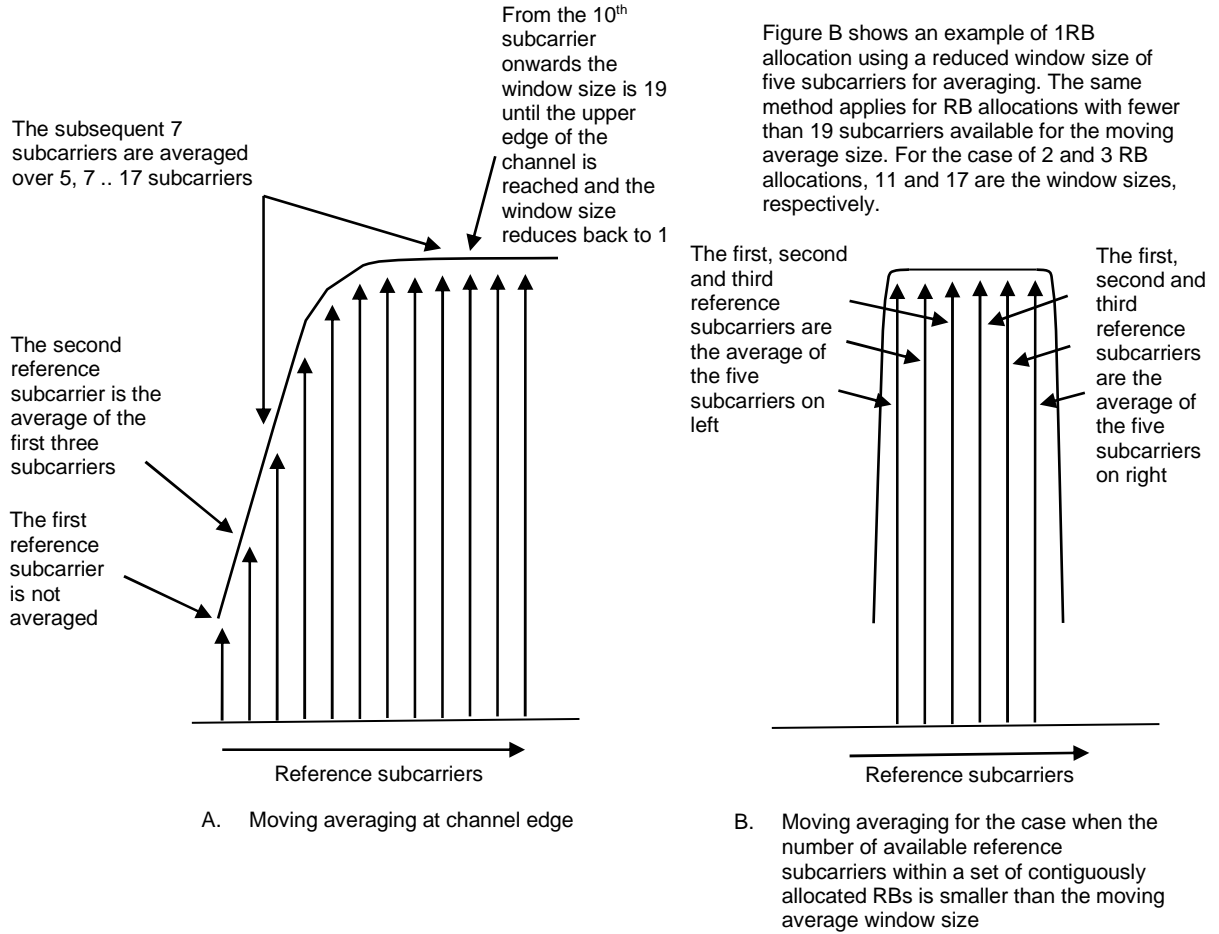 From the 10th
subcarrier
onwards the
window size is 19
until the upper
edge of the
channel is
reached and the
window size
reduces back to 1
The subsequent 7
subcarriers are averaged
over 5, 7 .. 17 subcarriers
The second
reference
subcarrier is the
average of the
first three
subcarriers
The first
reference
subcarrier
is not
averaged
Reference subcarriers
A. Moving averaging at channel edge
Figure B shows an example of 1RB
allocation using a reduced window size of
five subcarriers for averaging. The same
method applies for RB allocations with fewer
than 19 subcarriers available for the moving
average size. For the case of 2 and 3 RB
allocations, 11 and 17 are the window sizes,
respectively.
The first, second
and third
reference
subcarriers are
the average of
the five
subcarriers on
left
The first,
second and
third
reference
subcarriers
are the
average of
the five
subcarriers
on right
Reference subcarriers
B. Moving averaging for the case when the
number of available reference
subcarriers within a set of contiguously
allocated RBs is smaller than the moving
average window size